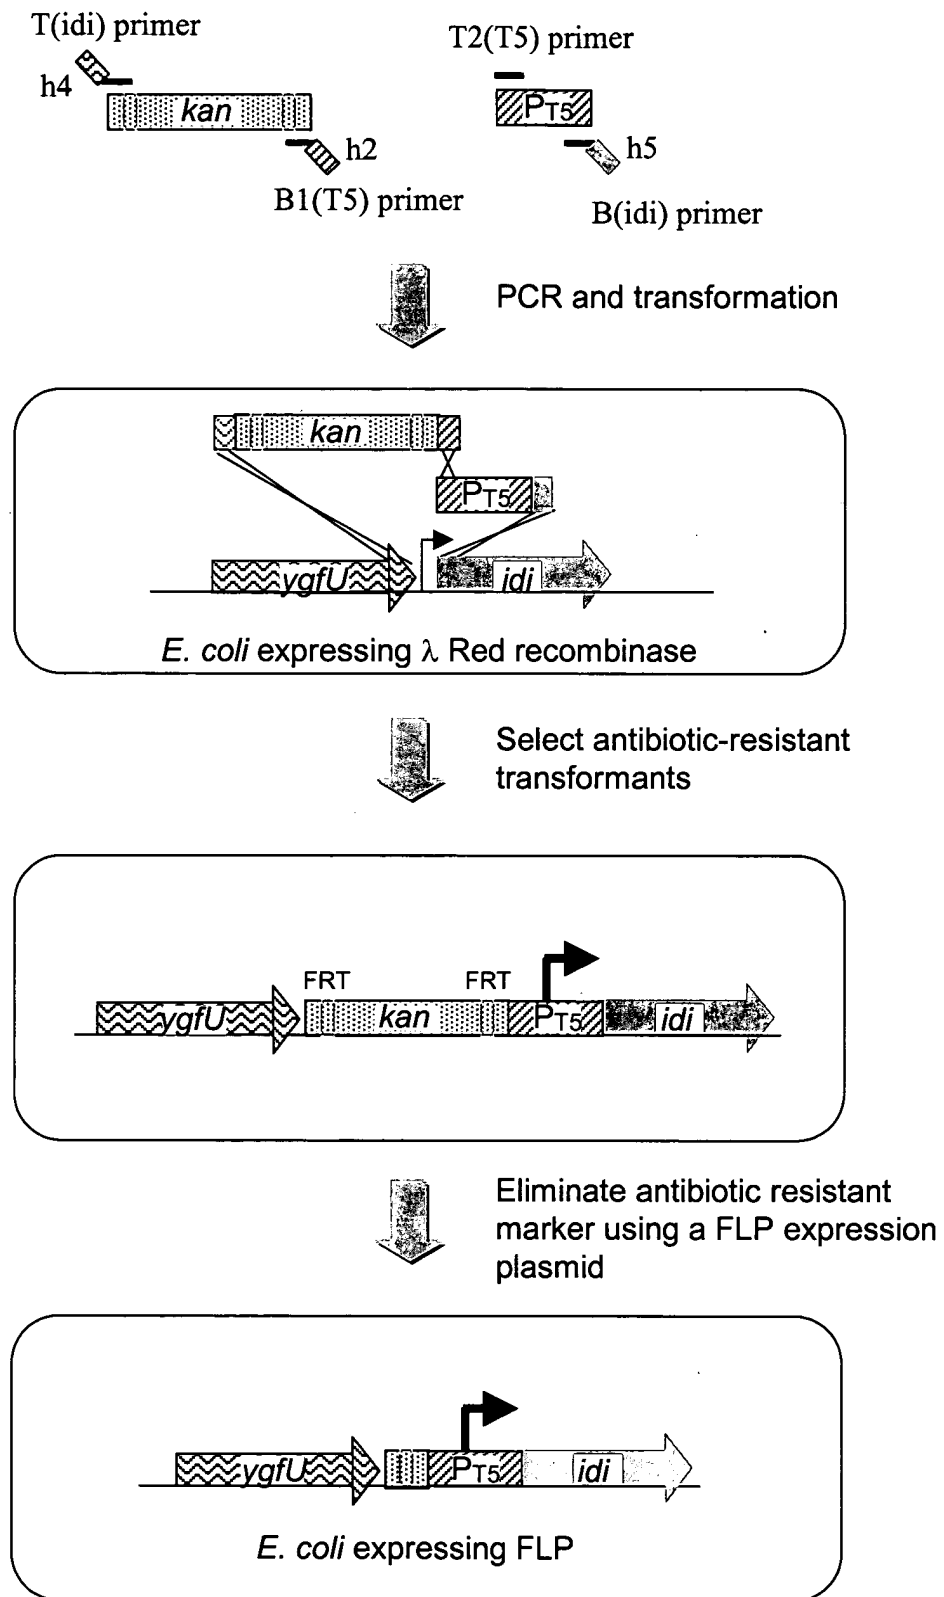 T(idi) primer
h4
kan
h2
B1(T5) primer
T2(T5) primer
PT5
h5
B(idi) primer
PCR and transformation
kan
PT5
ygfU
idi
E. coli expressing λ Red recombinase
Select antibiotic-resistant
transformants
FRT
FRT
ygfU
kan
PT5
idi
Eliminate antibiotic resistant
marker using a FLP expression
plasmid
ygfU
PT5
idi
E. coli expressing FLP